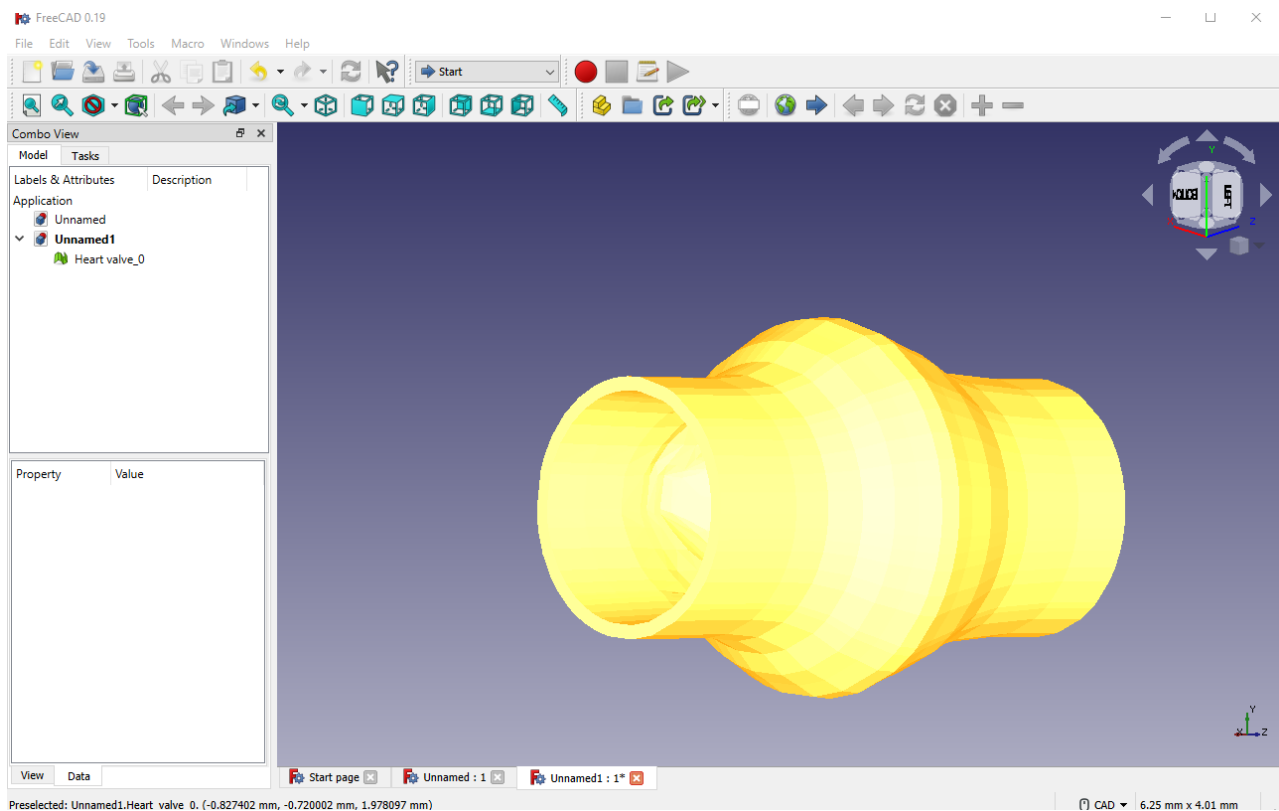 FreeCAD 0.19
File Edit View Tools Macro Windows Help
Start
Combo View
Model Tasks
Labels & Attributes Description
Application
Unnamed
Unnamed1
Heart valve_0
Property Value
View Data
Y
LEFT
Z
Y
X Z
Start page Unnamed : 1 Unnamed1 : 1*
Preselected: Unnamed1.Heart_valve_0. (-0.827402 mm, -0.720002 mm, 1.978097 mm)
CAD 6.25 mm x 4.01 mm